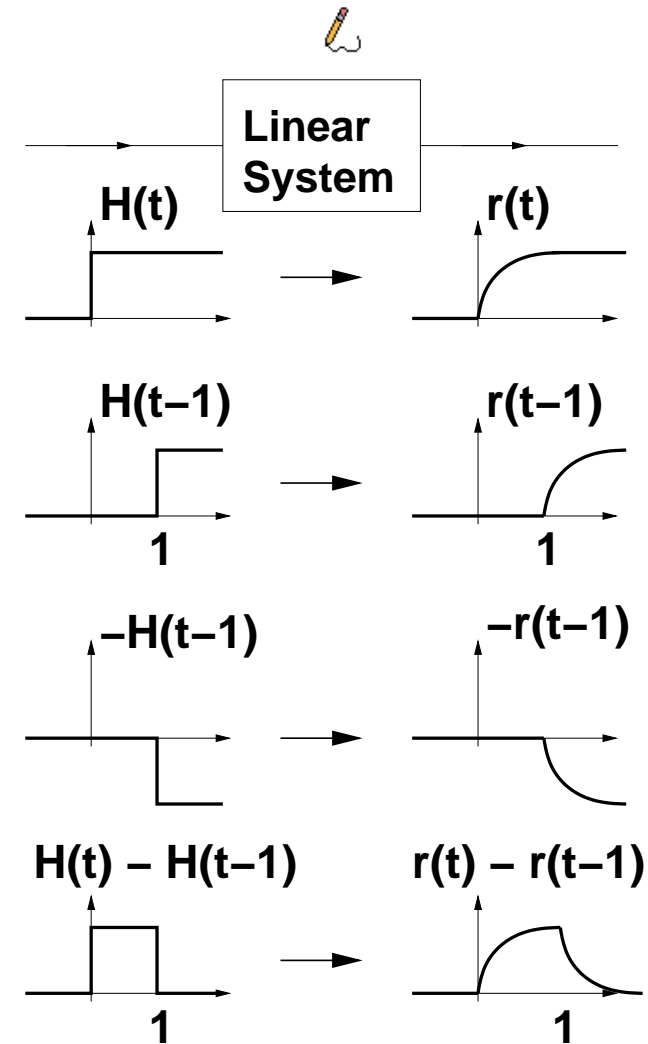 Linear
System
H(t) r(t)
H(t−1) r(t−1)
1 1
−H(t−1) −r(t−1)
H(t) − H(t−1) r(t) − r(t−1)
1 1